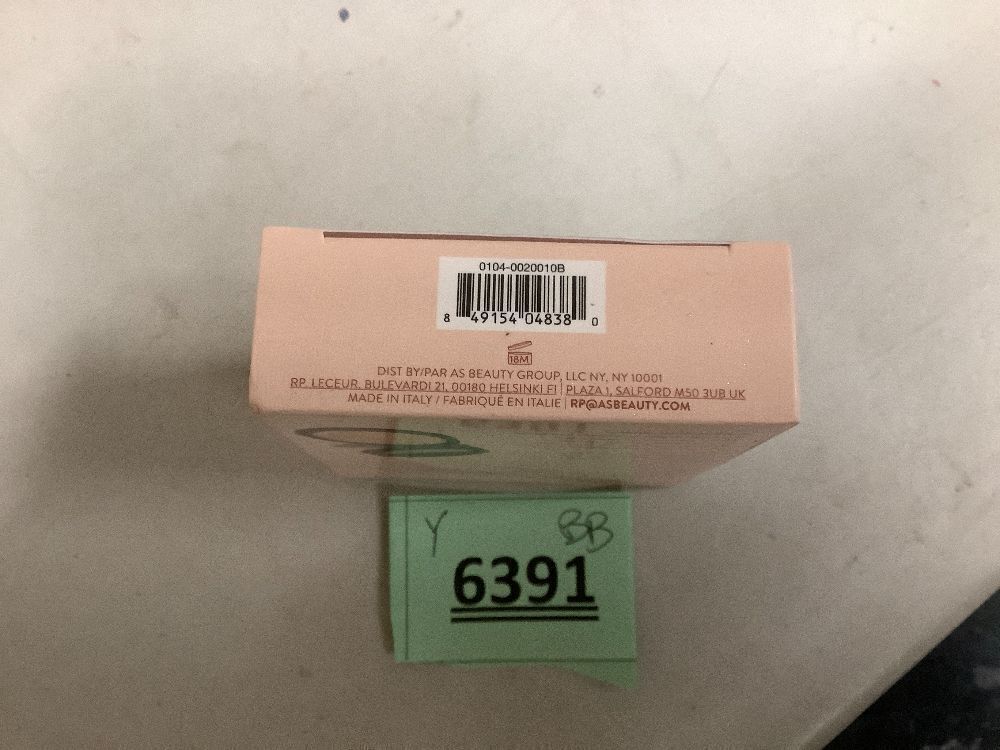 0104-0020010B
8 49154 04838 0
18M
DIST BY/PAR AS BEAUTY GROUP, LLC NY, NY 10001
RP. LECEUR. BULEVARDI 21, 00180 HELSINKI FI | PLAZA 1, SALFORD M50 3UB UK
MADE IN ITALY / FABRIQUÉ EN ITALIE | RP@ASBEAUTY.COM
Y BB
6391